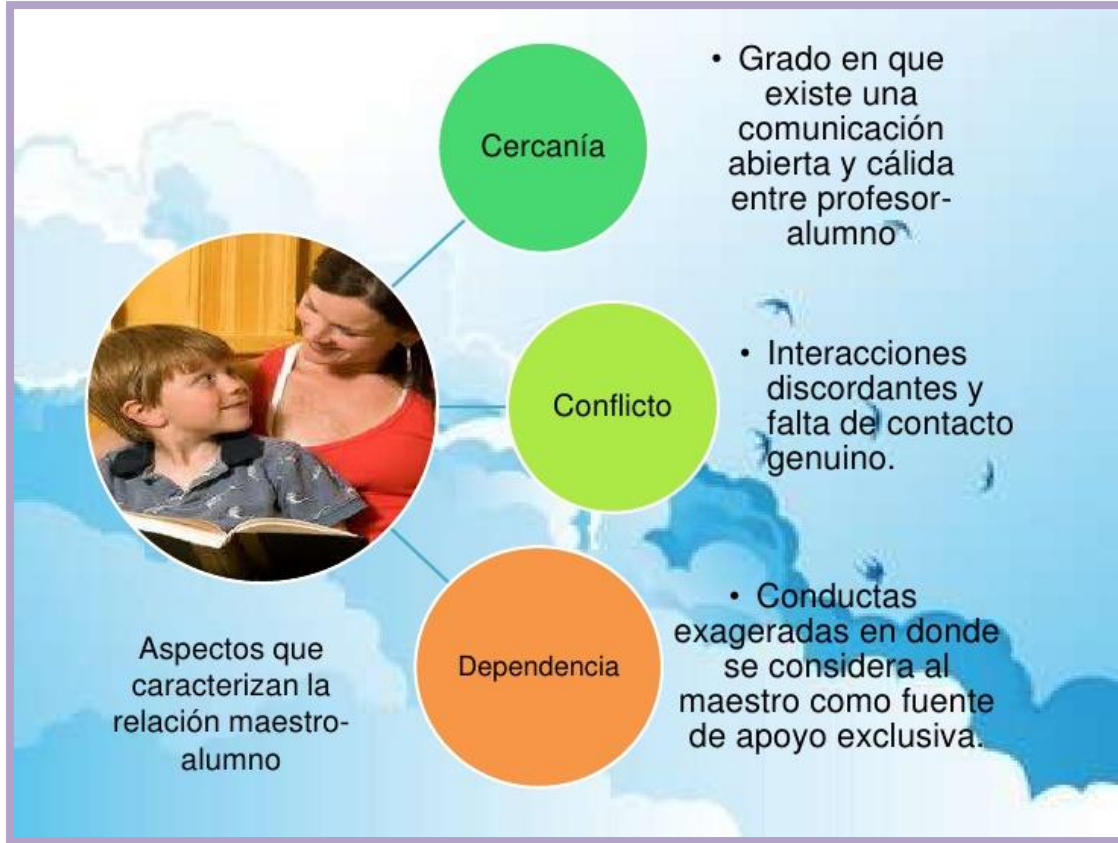 Cercanía
• Grado en que
existe una
comunicación
abierta y cálida
entre profesor-
alumno
Conflicto
• Interacciones
discordantes y
falta de contacto
genuino.
Dependencia
• Conductas
exageradas en donde
se considera al
maestro como fuente
de apoyo exclusiva.
Aspectos que
caracterizan la
relación maestro-
alumno